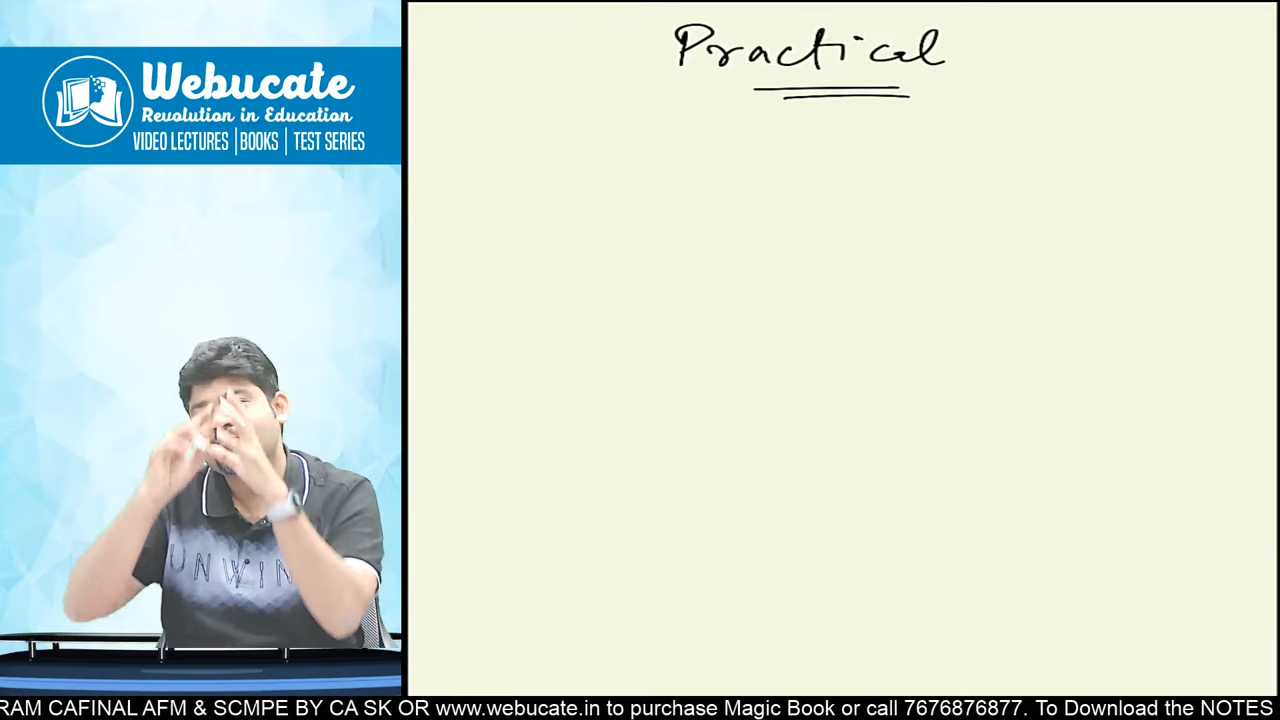 Practical
Webucate
Revolution in Education
VIDEO LECTURES | BOOKS | TEST SERIES
UNWIN
RAM CAFINAL AFM & SCMPE BY CA SK OR www.webucate.in to purchase Magic Book or call 7676876877. To Download the NOTES